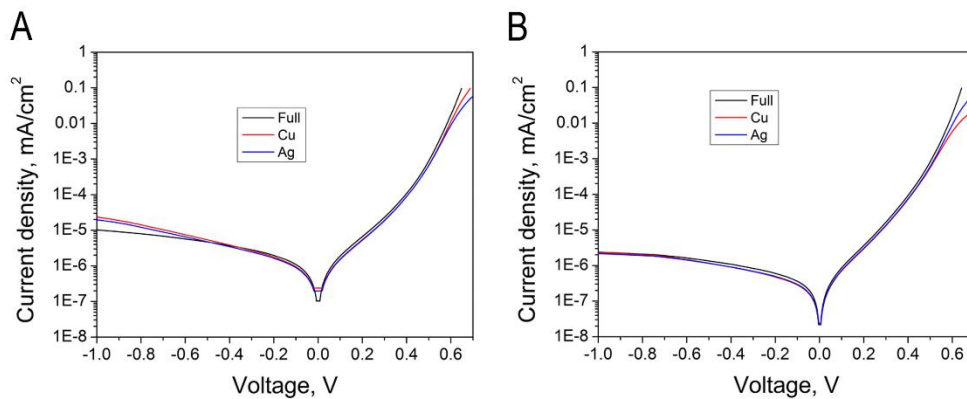 A
Current density, mA/cm²
1
0.1
0.01
1E-3
1E-4
1E-5
1E-6
1E-7
1E-8
Full
Cu
Ag
-1.0 -0.8 -0.6 -0.4 -0.2 0.0 0.2 0.4 0.6
Voltage, V
B
Current density, mA/cm²
1
0.1
0.01
1E-3
1E-4
1E-5
1E-6
1E-7
1E-8
Full
Cu
Ag
-1.0 -0.8 -0.6 -0.4 -0.2 0.0 0.2 0.4 0.6
Voltage, V